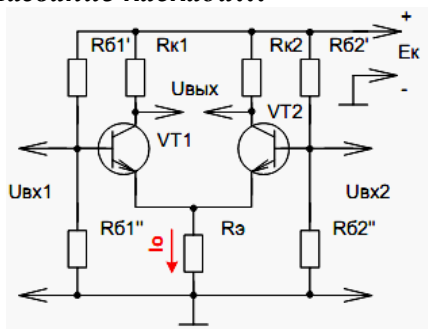 +
Rб1' Rк1 Rк2 Rб2' Eк
Uвых -
VT2
VT1
Uвх1 Uвх2
Rб1" Rэ Rб2"
Io